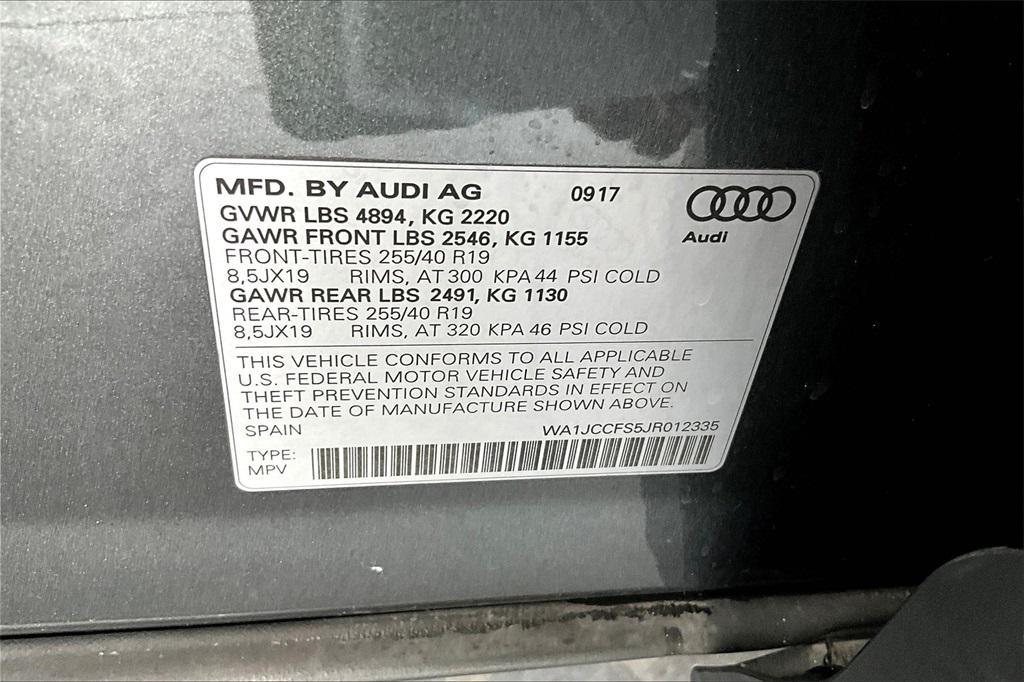 MFD. BY AUDI AG 0917
GVWR LBS 4894, KG 2220
GAWR FRONT LBS 2546, KG 1155
Audi
FRONT-TIRES 255/40 R19
8,5JX19 RIMS, AT 300 KPA 44 PSI COLD
GAWR REAR LBS 2491, KG 1130
REAR-TIRES 255/40 R19
8,5JX19 RIMS, AT 320 KPA 46 PSI COLD
THIS VEHICLE CONFORMS TO ALL APPLICABLE
U.S. FEDERAL MOTOR VEHICLE SAFETY AND
THEFT PREVENTION STANDARDS IN EFFECT ON
THE DATE OF MANUFACTURE SHOWN ABOVE.
SPAIN WA1JCCFS5JR012335
TYPE:
MPV